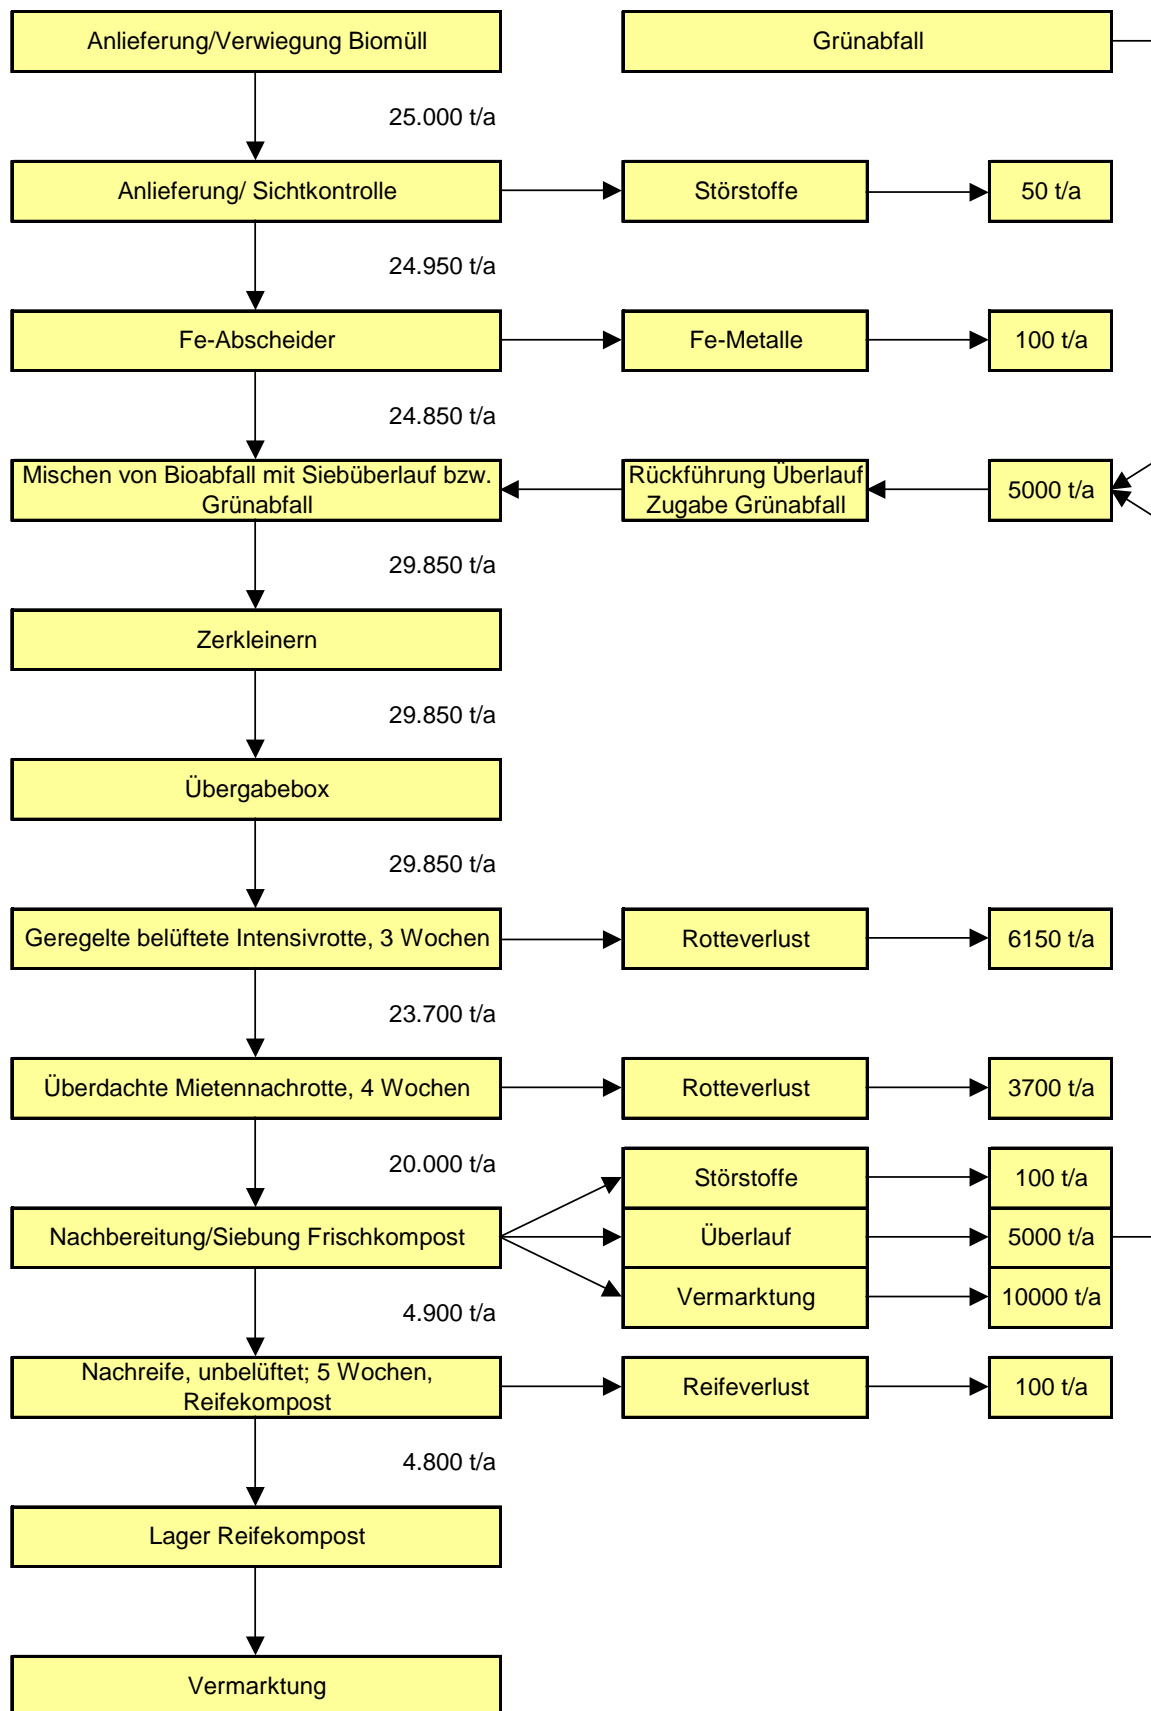 Anlieferung/Verwiegung Biomüll
Grünabfall
25.000 t/a
Anlieferung/ Sichtkontrolle
Störstoffe
50 t/a
24.950 t/a
Fe-Abscheider
Fe-Metalle
100 t/a
24.850 t/a
Mischen von Bioabfall mit Siebüberlauf bzw.
Grünabfall
Rückführung Überlauf
Zugabe Grünabfall
5000 t/a
29.850 t/a
Zerkleinern
29.850 t/a
Übergabebox
29.850 t/a
Geregelte belüftete Intensivrotte, 3 Wochen
Rotteverlust
6150 t/a
23.700 t/a
Überdachte Mietennachrotte, 4 Wochen
Rotteverlust
3700 t/a
20.000 t/a
Störstoffe
100 t/a
Nachbereitung/Siebung Frischkompost
Überlauf
5000 t/a
Vermarktung
10000 t/a
4.900 t/a
Nachreife, unbelüftet; 5 Wochen,
Reifekompost
Reifeverlust
100 t/a
4.800 t/a
Lager Reifekompost
Vermarktung